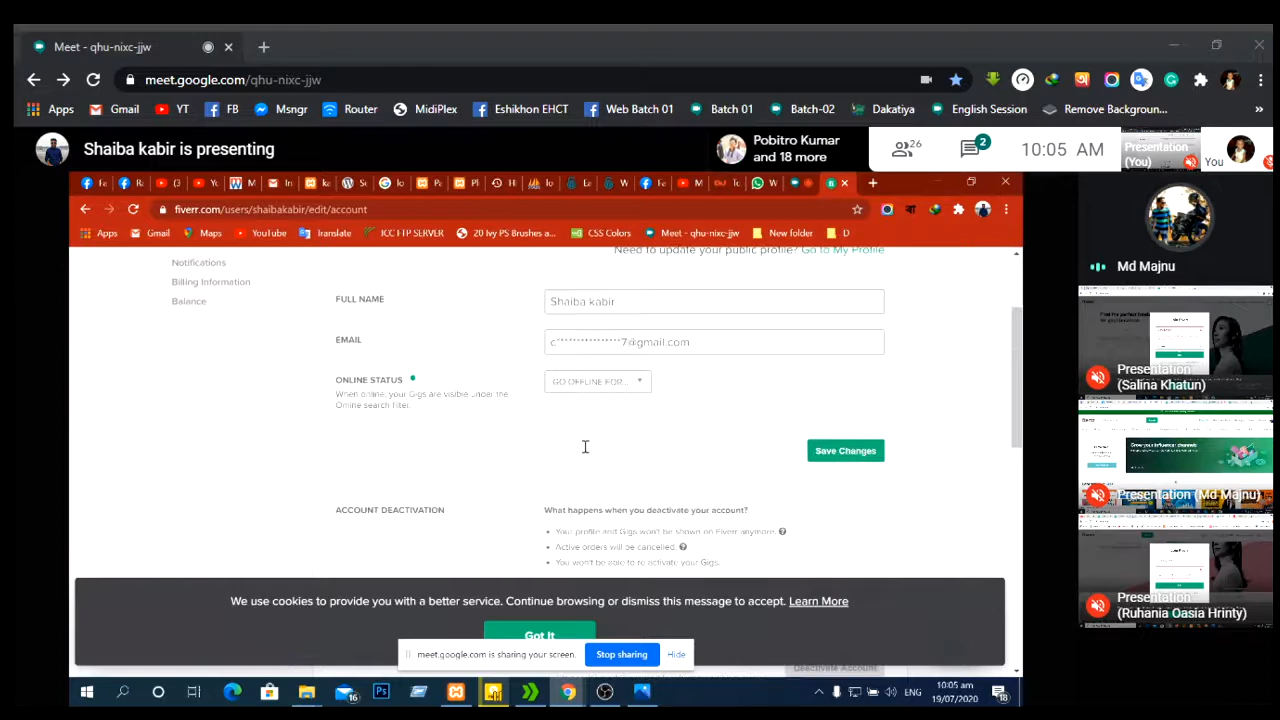 Meet - qhu-nixc-jjw
meet.google.com/qhu-nixc-jjw
Apps Gmail YT FB Msngr Router MidiPlex Eshikhon EHCT Web Batch 01 Batch 01 Batch-02 Dakatiya English Session Remove Backgroun... »
Shaiba kabir is presenting
Pobitro Kumar
and 18 more
26
2
10:05 AM
Presentation
(You)
You
fiverr.com/users/shaibakabir/edit/account
Apps Gmail Maps YouTube Translate ICC FTP SERVER 20 Ivy PS Brushes a... CSS Colors Meet - qhu-nixc-jjw New folder D
Need to update your public profile? Go to My Profile
Notifications
Billing Information
Balance
FULL NAME
Shaiba kabir
EMAIL
c***************7@gmail.com
ONLINE STATUS
When online, your Gigs are visible under the
Online search filter.
GO OFFLINE FOR...
Save Changes
ACCOUNT DEACTIVATION
What happens when you deactivate your account?
• Your profile and Gigs won't be shown on Fiverr anymore.
• Active orders will be cancelled.
• You won't be able to re-activate your Gigs.
We use cookies to provide you with a better service. Continue browsing or dismiss this message to accept. Learn More
Got It
meet.google.com is sharing your screen.
Stop sharing
Hide
Deactivate Account
16
ENG
10:05 am
19/07/2020
18
Md Majnu
Presentation
(Salina Khatun)
Grow your influencer channels
Presentation (Md Majnu)
Presentation
(Ruhania Oasia Hrinty)